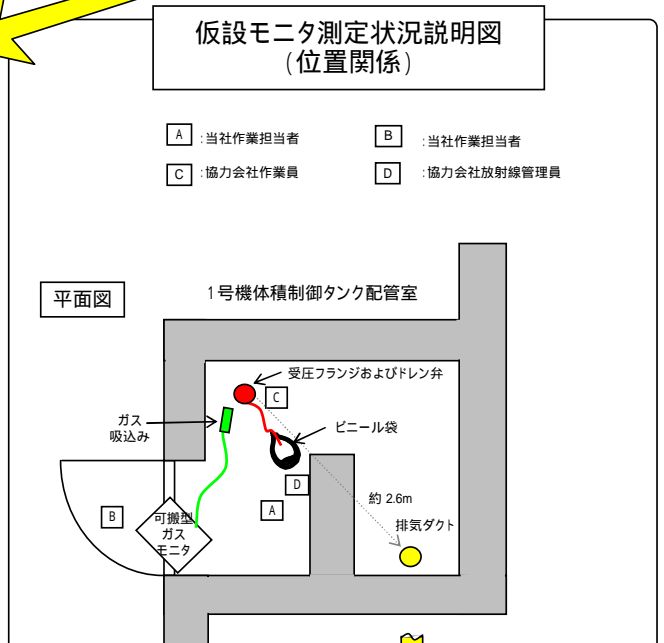 仮設モニタ測定状況説明図
(位置関係)
A :当社作業担当者
B :当社作業担当者
C :協力会社作業員
D :協力会社放射線管理員
平面図
1号機体積制御タンク配管室
受圧フランジおよびドレン弁
C
ガス
吸込み
ビニール袋
D
約 2.6m
A
B
排気ダクト
可搬型
ガス
モニタ